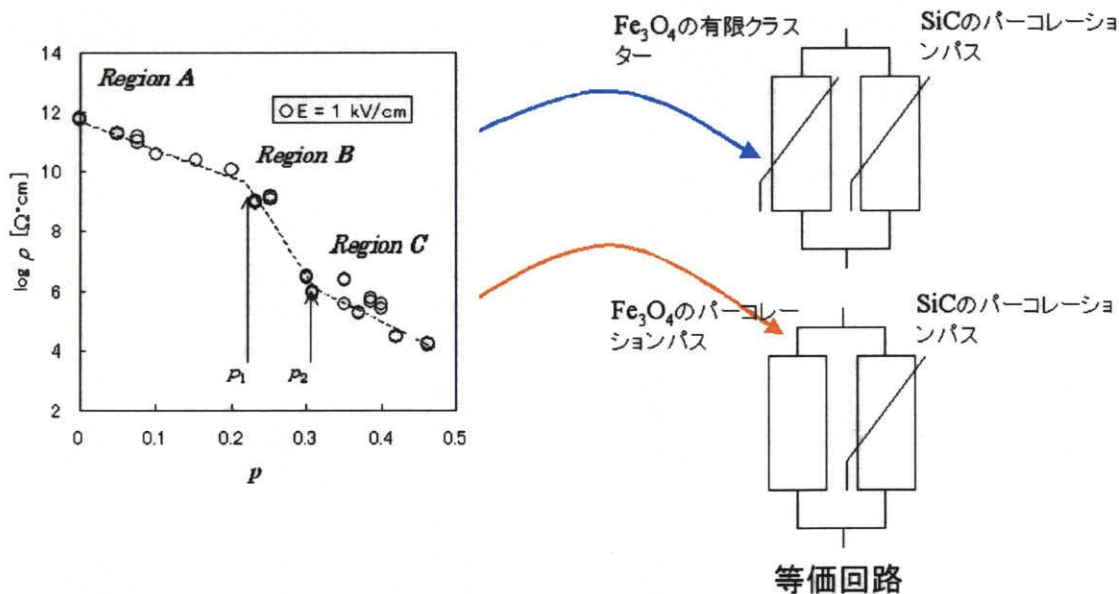 14
12
10
8
6
4
2
log ρ [Ω・cm]
Region A
○E = 1 kV/cm
Region B
Region C
p₁
p₂
0
0.1
0.2
0.3
0.4
0.5
p
Fe₃O₄の有限クラス
ター
SiCのパーコレーショ
ンパス
Fe₃O₄のパーコレー
ションパス
SiCのパーコレーショ
ンパス
等価回路